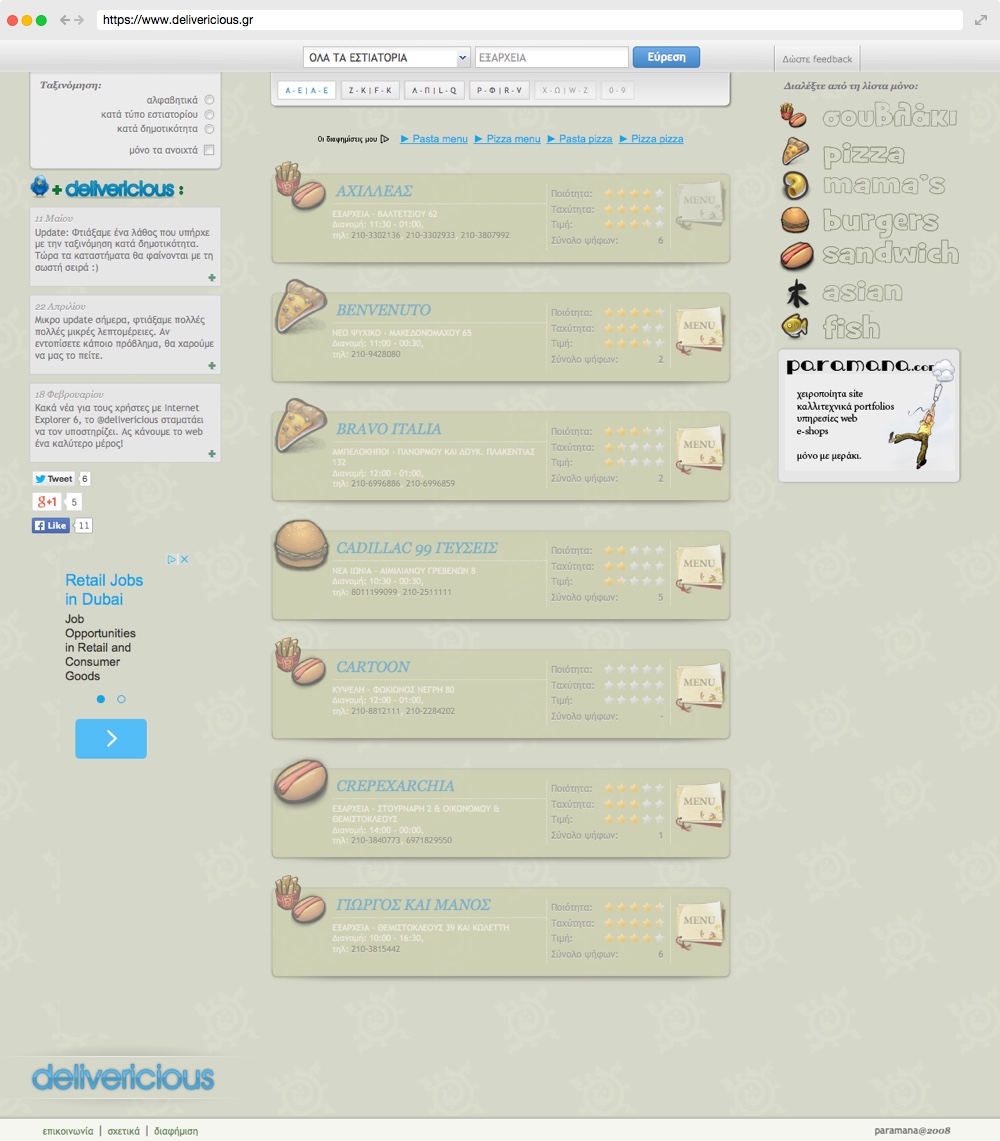 https://www.delivericious.gr
ΟΛΑ ΤΑ ΕΣΤΙΑΤΟΡΙΑ
ΕΞΑΡΧΕΙΑ
Εύρεση
Δώστε feedback
Ταξινόμηση:
αλφαβητικά
κατά τύπο εστιατορίου
κατά δημοτικότητα
μόνο τα ανοιχτά
+ delivericious :
11 Μαίου
Update: Φτιάξαμε ένα λάθος που υπήρχε
με την ταξινόμηση κατά δημοτικότητα.
Τώρα τα καταστήματα θα φαίνονται με τη
σωστή σειρά :)
22 Απριλίου
Μικρο update σήμερα, φτιάξαμε πολλές
πολλές μικρές λεπτομέρειες. Αν
εντοπίσετε κάποιο πρόβλημα, θα χαρούμε
να μας το πείτε.
18 Φεβρουαρίου
Κακά νέα για τους χρήστες με Internet
Explorer 6, το @delivericious σταματάει
να τον υποστηρίζει. Ας κάνουμε το web
ένα καλύτερο μέρος!
Tweet 6
g+1 5
Like 11
Retail Jobs
in Dubai
Job
Opportunities
in Retail and
Consumer
Goods
Α - Ε | A - E
Ζ - Κ | F - K
Λ - Π | L - Q
Ρ - Φ | R - V
Χ - Ω | W - Z
0 - 9
Οι διαφημίστις μου
Pasta menu
Pizza menu
Pasta pizza
Pizza pizza
ΑΧΙΛΛΕΑΣ
ΕΞΑΡΧΕΙΑ - ΒΑΛΤΕΤΣΙΟΥ 62
Διανομή: 11:30 - 01:00,
τηλ: 210-3302136, 210-3302933, 210-3807992
Ποιότητα:
Ταχύτητα:
Τιμή:
Σύνολο ψήφων: 6
MENU
BENVENUTO
ΝΕΟ ΨΥΧΙΚΟ - ΜΑΚΕΔΟΝΟΜΑΧΟΥ 65
Διανομή: 11:00 - 00:30,
τηλ: 210-9428080
Ποιότητα:
Ταχύτητα:
Τιμή:
Σύνολο ψήφων: 2
MENU
BRAVO ITALIA
ΑΜΠΕΛΟΚΗΠΟΙ - ΠΑΝΟΡΜΟΥ ΚΑΙ ΔΟΥΚ. ΠΛΑΚΕΝΤΙΑΣ
132
Διανομή: 12:00 - 01:00,
τηλ: 210-6996886, 210-6996859
Ποιότητα:
Ταχύτητα:
Τιμή:
Σύνολο ψήφων: 2
MENU
CADILLAC 99 ΓΕΥΣΕΙΣ
ΝΕΑ ΙΩΝΙΑ - ΑΙΜΙΛΙΑΝΟΥ ΓΡΕΒΕΝΩΝ 8
Διανομή: 10:30 - 00:30,
τηλ: 8011199099, 210-2511111
Ποιότητα:
Ταχύτητα:
Τιμή:
Σύνολο ψήφων: 5
MENU
CARTOON
ΚΥΨΕΛΗ - ΦΩΚΙΩΝΟΣ ΝΕΓΡΗ 80
Διανομή: 12:00 - 01:00,
τηλ: 210-8812111, 210-2284202
Ποιότητα:
Ταχύτητα:
Τιμή:
Σύνολο ψήφων: -
MENU
CREPEXARCHIA
ΕΞΑΡΧΕΙΑ - ΣΤΟΥΡΝΑΡΗ 2 & ΟΙΚΟΝΟΜΟΥ &
ΘΕΜΙΣΤΟΚΛΕΟΥΣ
Διανομή: 14:00 - 00:00,
τηλ: 210-3840773, 6971829550
Ποιότητα:
Ταχύτητα:
Τιμή:
Σύνολο ψήφων: 1
MENU
ΓΙΩΡΓΟΣ ΚΑΙ ΜΑΝΟΣ
ΕΞΑΡΧΕΙΑ - ΘΕΜΙΣΤΟΚΛΕΟΥΣ 39 ΚΑΙ ΚΩΛΕΤΤΗ
Διανομή: 10:00 - 16:30,
τηλ: 210-3815442
Ποιότητα:
Ταχύτητα:
Τιμή:
Σύνολο ψήφων: 6
MENU
Διαλέξτε από τη λίστα μόνο:
σουβλάκι
pizza
mama's
burgers
sandwich
asian
fish
paramana.com
χειροποίητα site
καλλιτεχνικά portfolios
υπηρεσίες web
e-shops
μόνο με μεράκι.
delivericious
επικοινωνία | σχετικά | διαφήμιση
paramana@2008